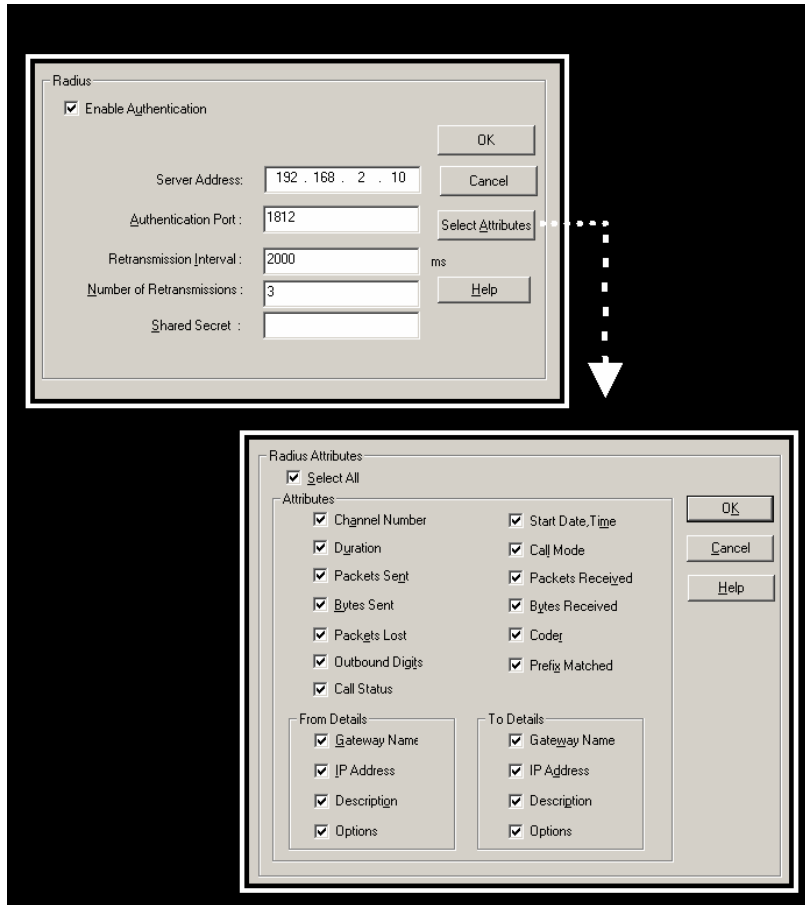 Radius
Enable Authentication
OK
Server Address: 192 . 168 . 2 . 10
Cancel
Authentication Port : 1812
Select Attributes
Retransmission Interval : 2000 ms
Number of Retransmissions : 3
Help
Shared Secret :
Radius Attributes
Select All
Attributes
Channel Number
Start Date,Time
Duration
Call Mode
Packets Sent
Packets Received
Bytes Sent
Bytes Received
Packets Lost
Coder
Outbound Digits
Prefix Matched
Call Status
From Details
Gateway Name
IP Address
Description
Options
To Details
Gateway Name
IP Address
Description
Options
OK
Cancel
Help